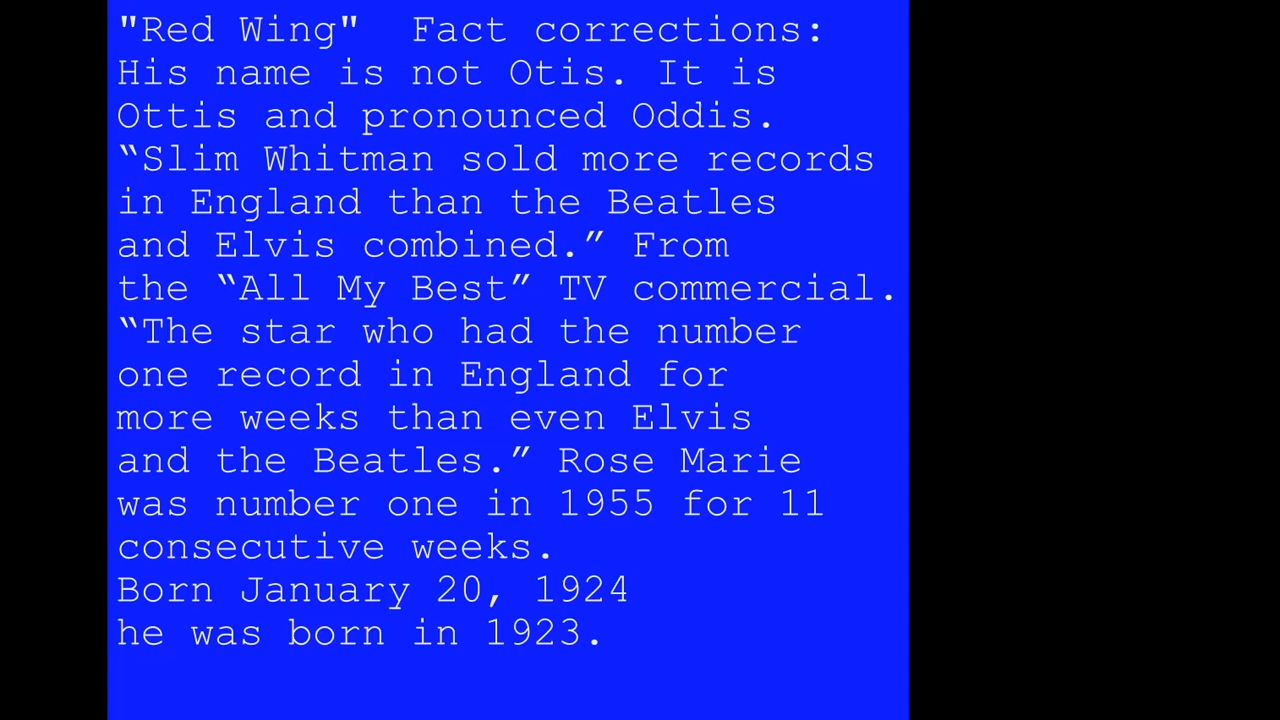 "Red Wing"  Fact corrections:
His name is not Otis. It is
Ottis and pronounced Oddis.
“Slim Whitman sold more records
in England than the Beatles
and Elvis combined.” From
the “All My Best” TV commercial.
“The star who had the number
one record in England for
more weeks than even Elvis
and the Beatles.” Rose Marie
was number one in 1955 for 11
consecutive weeks.
Born January 20, 1924
he was born in 1923.